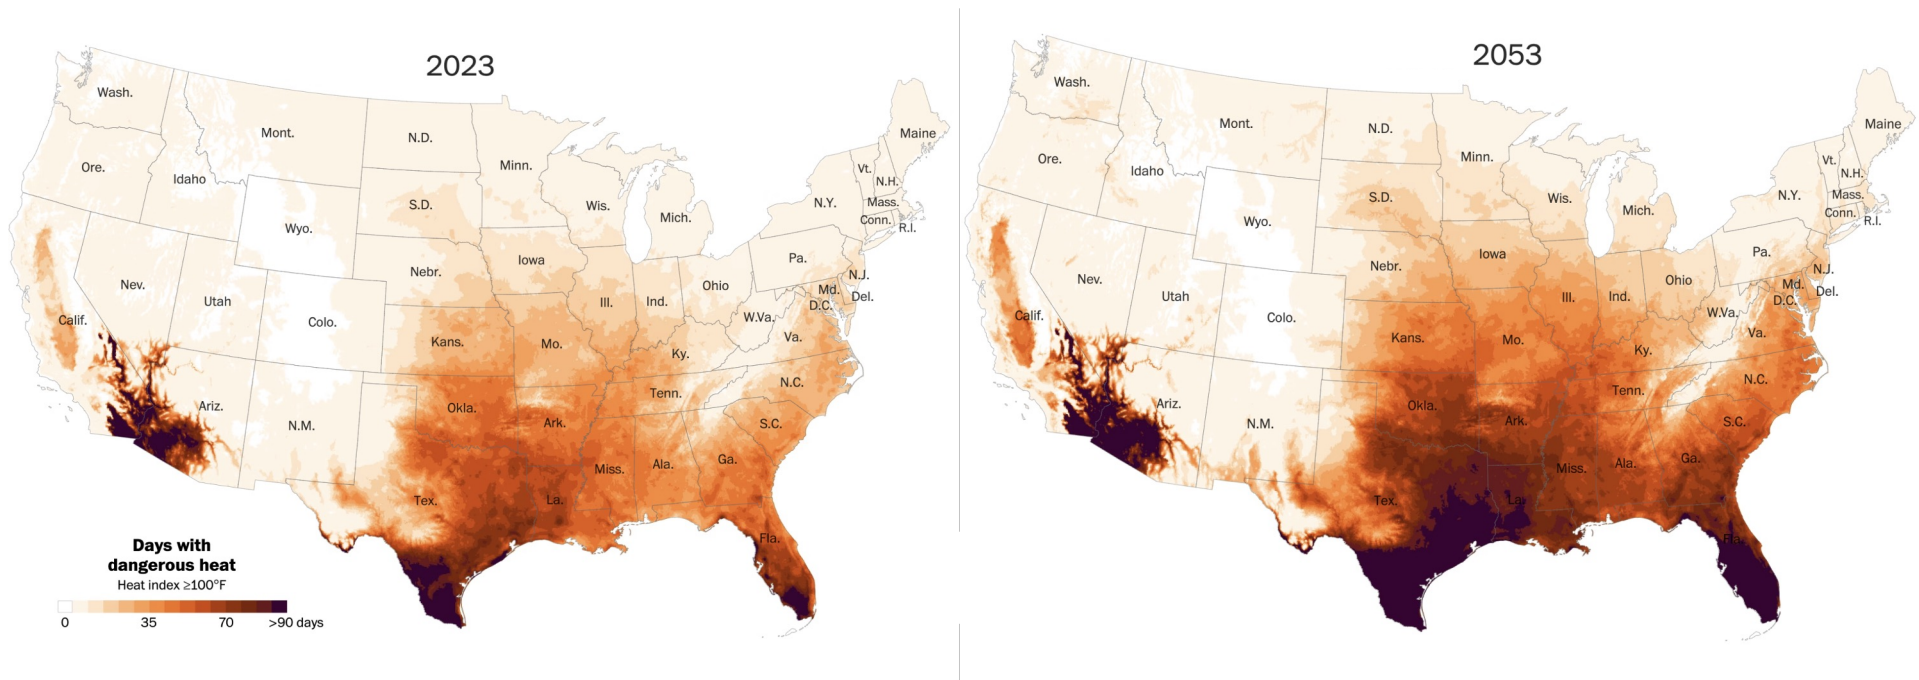 2023
Wash.
Mont.
N.D.
Minn.
Maine
Ore.
Idaho
S.D.
Wis.
Mich.
N.Y.
Vt.
N.H.
Mass.
Conn.
R.I.
Wyo.
Nebr.
Iowa
Pa.
N.J.
Nev.
Utah
Colo.
Ill.
Ind.
Ohio
Md.
D.C.
Del.
W.Va.
Va.
Calif.
Kans.
Mo.
Ky.
Ariz.
N.M.
Okla.
Ark.
Tenn.
N.C.
S.C.
Tex.
La.
Miss.
Ala.
Ga.
Fla.
Days with
dangerous heat
Heat index ≥100°F
0 35 70 >90 days
2053
Wash.
Mont.
N.D.
Minn.
Maine
Ore.
Idaho
S.D.
Wis.
Mich.
N.Y.
Vt.
N.H.
Mass.
Conn.
R.I.
Wyo.
Nebr.
Iowa
Pa.
N.J.
Nev.
Utah
Colo.
Ill.
Ind.
Ohio
Md.
D.C.
Del.
W.Va.
Va.
Calif.
Kans.
Mo.
Ky.
Ariz.
N.M.
Okla.
Ark.
Tenn.
N.C.
S.C.
Tex.
La.
Miss.
Ala.
Ga.
Fla.